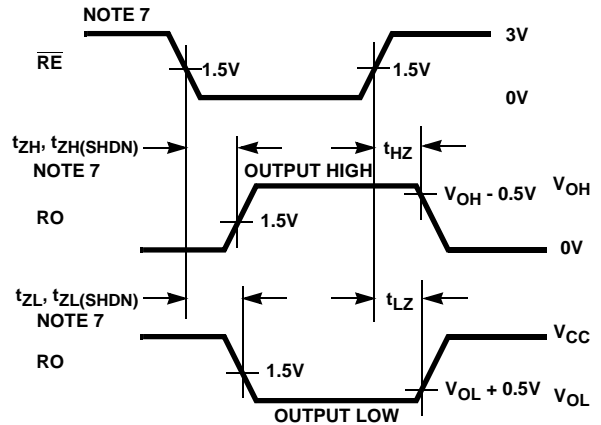 NOTE 7
RE
1.5V
1.5V
3V
0V
tZH, tZH(SHDN)
NOTE 7
tHZ
OUTPUT HIGH
RO
1.5V
VOH - 0.5V
VOH
0V
tZL, tZL(SHDN)
NOTE 7
tLZ
RO
1.5V
VCC
VOL + 0.5V
VOL
OUTPUT LOW